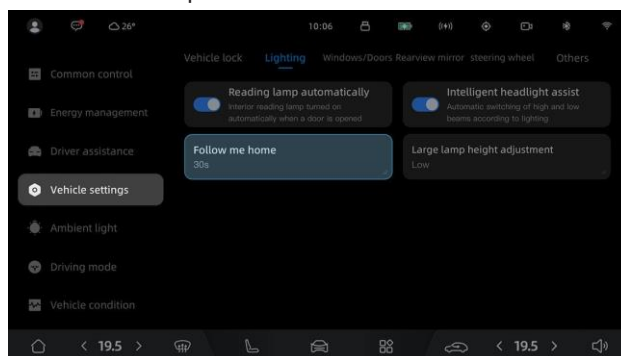 26°
10:06
Vehicle lock Lighting Windows/Doors Rearview mirror steering wheel Others
Common control
Energy management
Driver assistance
Vehicle settings
Ambient light
Driving mode
Vehicle condition
Reading lamp automatically
Interior reading lamp turned on
automatically when a door is opened
Intelligent headlight assist
Automatic switching of high and low
beams according to lighting
Follow me home
30s
Large lamp height adjustment
Low
< 19.5 > < 19.5 >